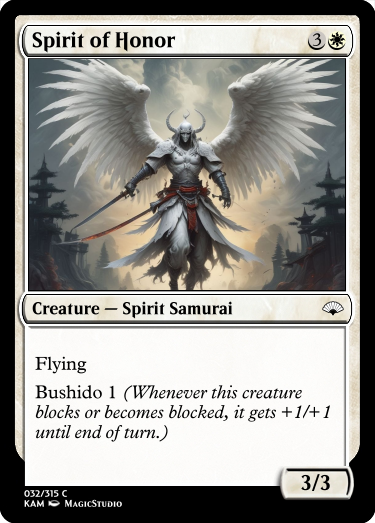 Spirit of Honor 3
Creature — Spirit Samurai
Flying
Bushido 1 (Whenever this creature
blocks or becomes blocked, it gets +1/+1
until end of turn.)
3/3
032/315 C
KAM MagicStudio